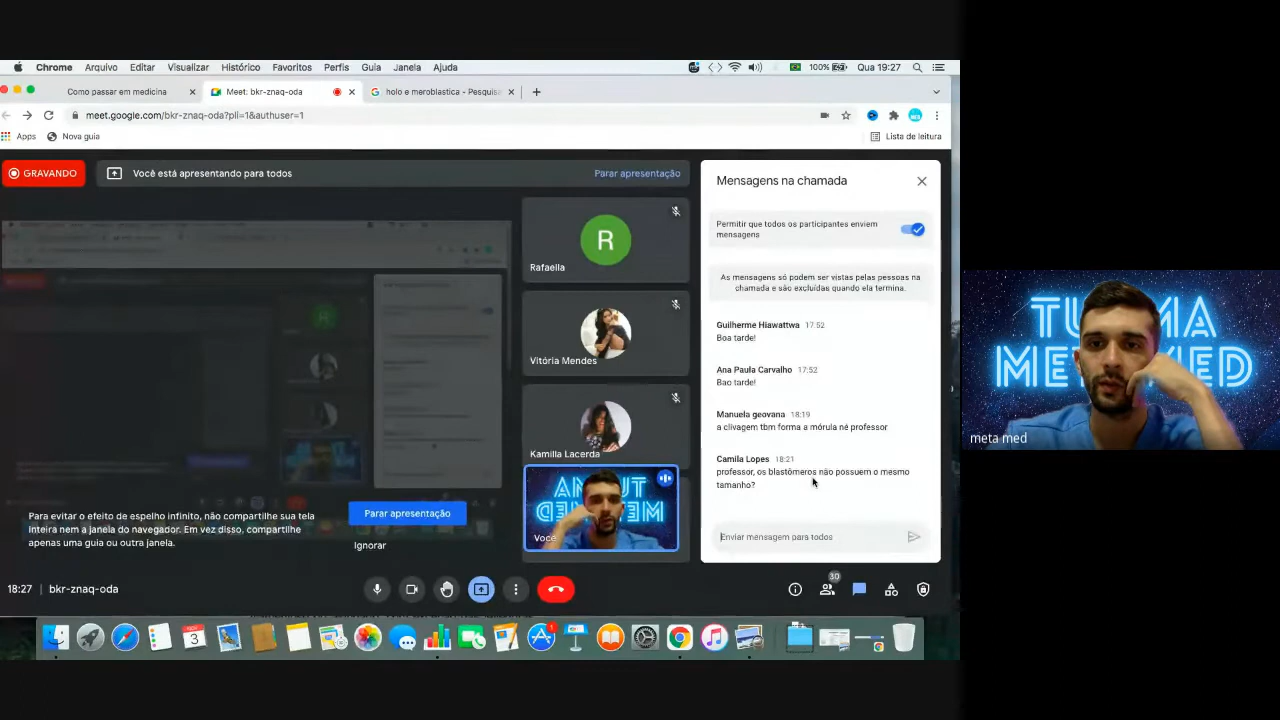 Chrome Arquivo Editar Visualizar Histórico Favoritos Perfis Guia Janela Ajuda 100% Qua 19:27
Como passar em medicina Meet: bkr-znaq-oda holo e meroblastica - Pesquisa
meet.google.com/bkr-znaq-oda?pli=1&authuser=1
Apps Nova guia Lista de leitura
GRAVANDO Você está apresentando para todos Parar apresentação
Mensagens na chamada
Permitir que todos os participantes enviem
mensagens
As mensagens só podem ser vistas pelas pessoas na
chamada e são excluídas quando ela termina.
R
Rafaella
Vitória Mendes
Kamilla Lacerda
Você
Guilherme Hiawattwa 17:52
Boa tarde!
Ana Paula Carvalho 17:52
Bao tarde!
Manuela geovana 18:19
a clivagem tbm forma a mórula né professor
Camila Lopes 18:21
professor, os blastômeros não possuem o mesmo
tamanho?
Enviar mensagem para todos
Para evitar o efeito de espelho infinito, não compartilhe sua tela
inteira nem a janela do navegador. Em vez disso, compartilhe
apenas uma guia ou outra janela.
Parar apresentação
Ignorar
18:27 | bkr-znaq-oda
30
3
1
TURMA
METAMED
meta med